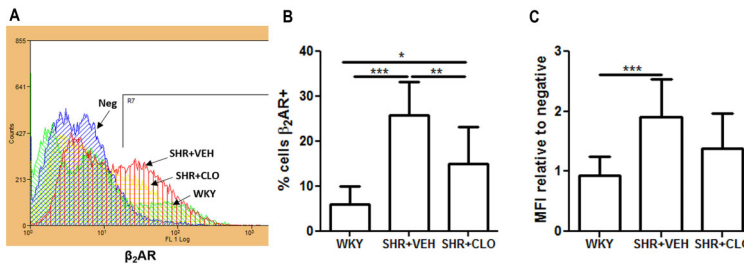 A
855
641
427
213
0
Counts
R7
Neg
SHR+VEH
SHR+CLO
WKY
10⁰
10¹
10²
10³
FL 1 Log
β₂AR
B
% cells β₂AR+
40
30
20
10
0
*
*** **
WKY SHR+VEH SHR+CLO
C
MFI relative to negative
3
2
1
0
***
WKY SHR+VEH SHR+CLO